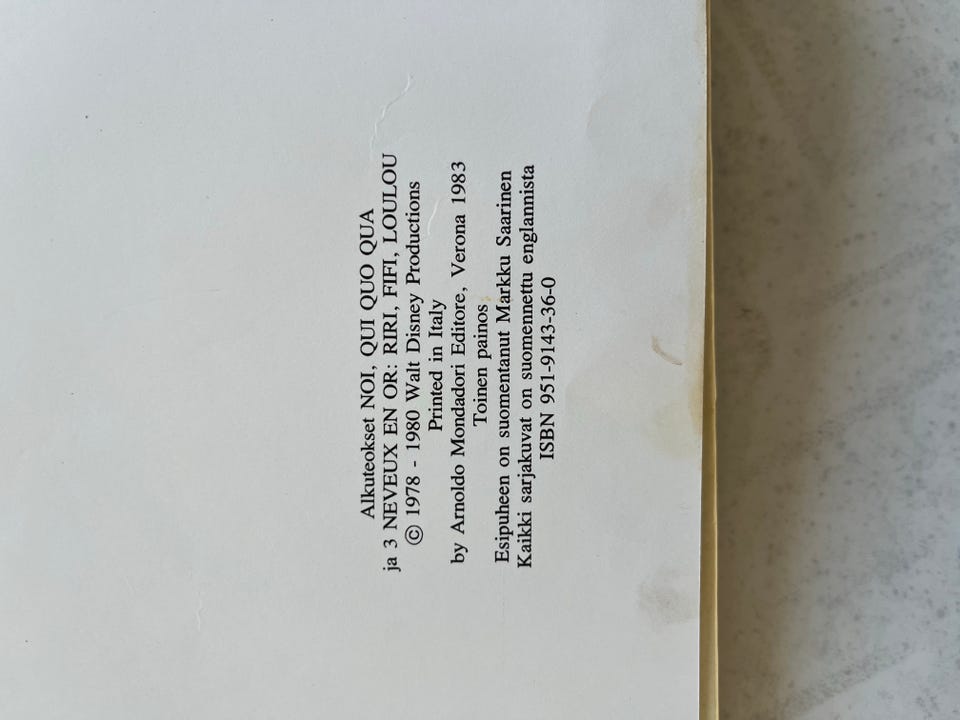 Alkuteokset NOI, QUI QUO QUA
ja 3 NEVEUX EN OR: RIRI, FIFI, LOULOU
© 1978 - 1980 Walt Disney Productions
Printed in Italy
by Arnoldo Mondadori Editore, Verona 1983
Toinen painos
Esipuheen on suomentanut Markku Saarinen
Kaikki sarjakuvat on suomennettu englannista
ISBN 951-9143-36-0